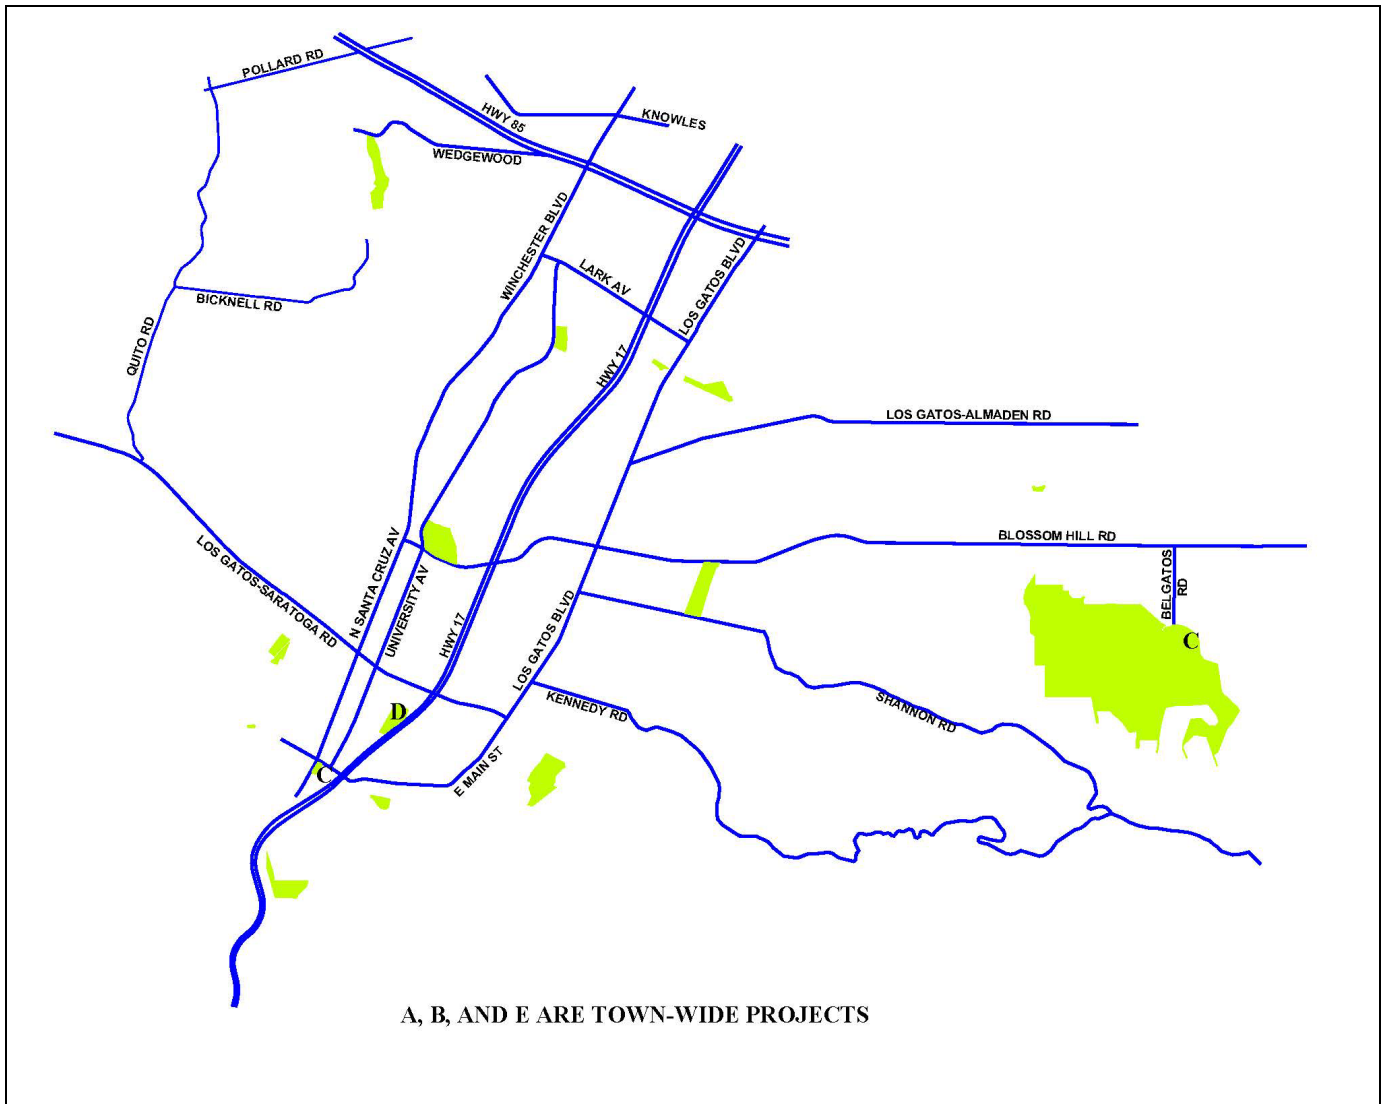 POLLARD RD
HWY 85
KNOWLES
WEDGEWOOD
WINCHESTER BLVD
LARK AV
LOS GATOS BLVD
BICKNELL RD
QUITO RD
HWY 17
LOS GATOS-ALMADEN RD
BLOSSOM HILL RD
LOS GATOS-SARATOGA RD
N SANTA CRUZ AV
UNIVERSITY AV
HWY 17
LOS GATOS BLVD
BELGATOS
RD
C
KENNEDY RD
SHANNON RD
D
C
E MAIN ST
A, B, AND E ARE TOWN-WIDE PROJECTS